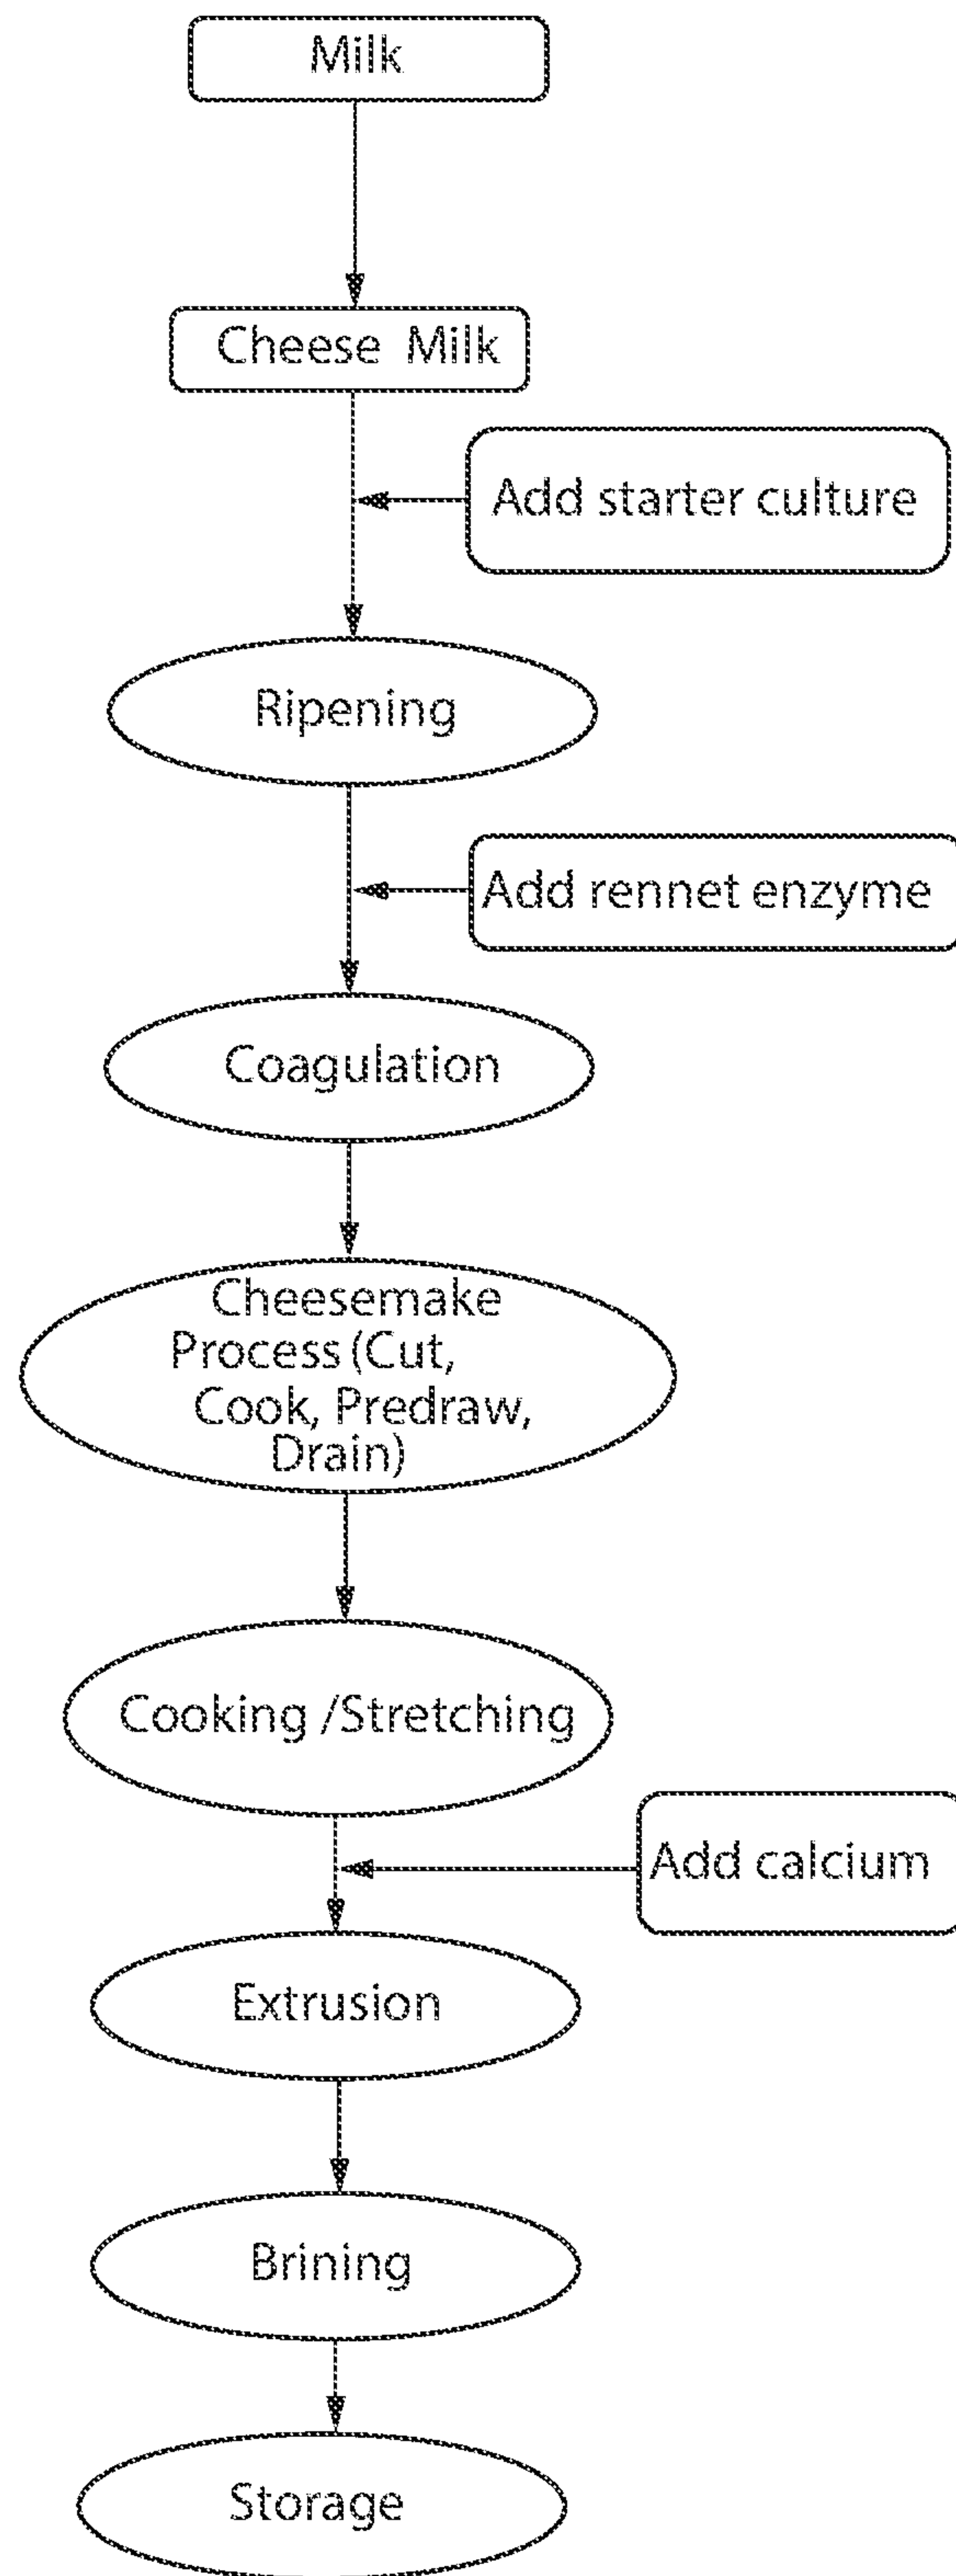 Milk
Cheese Milk
Add starter culture
Ripening
Add rennet enzyme
Coagulation
Cheesemake
Process (Cut,
Cook, Predraw,
Drain)
Cooking /Stretching
Add calcium
Extrusion
Brining
Storage